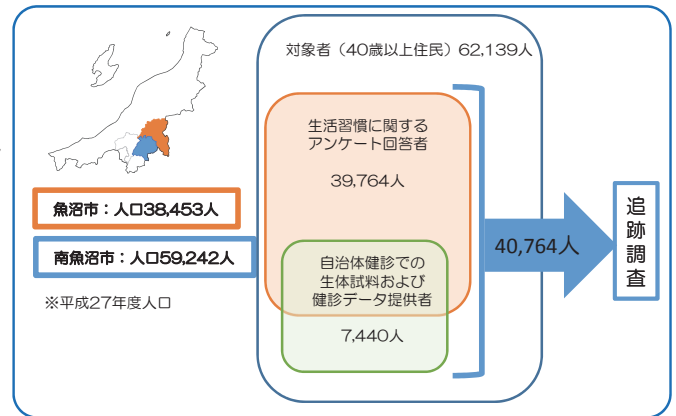 対象者（40歳以上住民）62,139人
生活習慣に関する
アンケート回答者
39,764人
魚沼市：人口38,453人
南魚沼市：人口59,242人
※平成27年度人口
自治体健診での
生体試料および
健診データ提供者
7,440人
40,764人
追跡調査